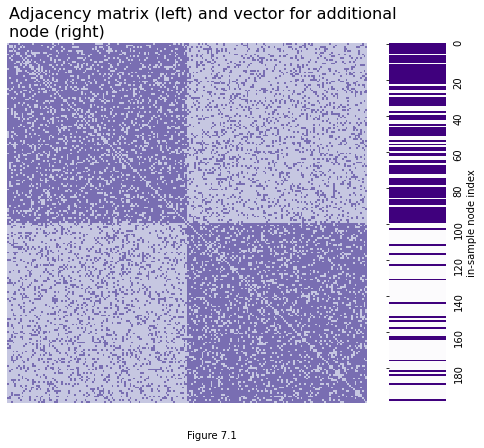 Adjacency matrix (left) and vector for additional
node (right)
0
20
40
60
80
100
120
140
160
180
in-sample node index
Figure 7.1